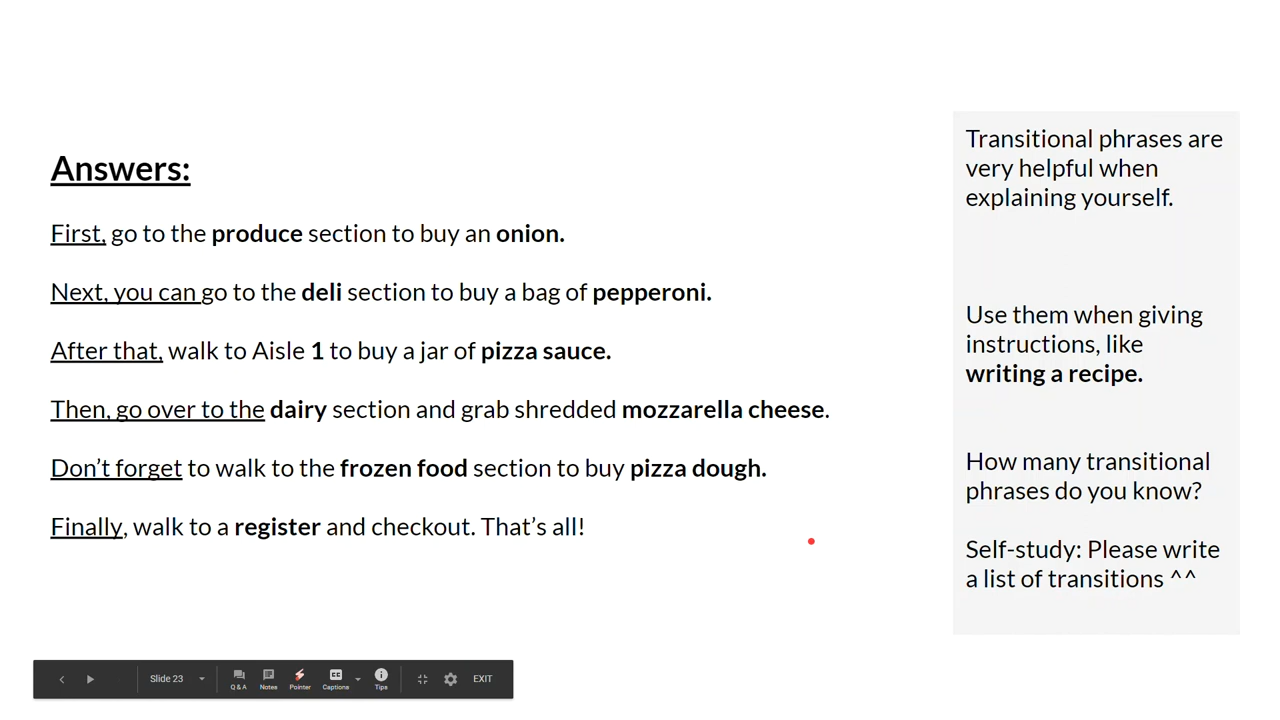 Answers:
First, go to the produce section to buy an onion.
Next, you can go to the deli section to buy a bag of pepperoni.
After that, walk to Aisle 1 to buy a jar of pizza sauce.
Then, go over to the dairy section and grab shredded mozzarella cheese.
Don’t forget to walk to the frozen food section to buy pizza dough.
Finally, walk to a register and checkout. That’s all!
Transitional phrases are
very helpful when
explaining yourself.
Use them when giving
instructions, like
writing a recipe.
How many transitional
phrases do you know?
Self-study: Please write
a list of transitions ^^
Slide 23
Q & A
Notes
Pointer
CC
Captions
Tips
EXIT